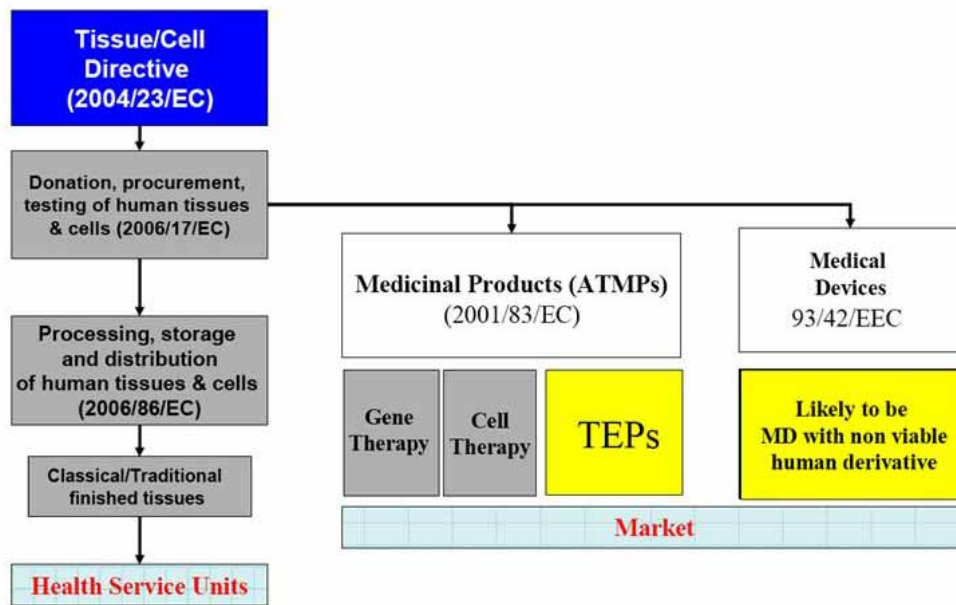 Tissue/Cell
Directive
(2004/23/EC)
Donation, procurement,
testing of human tissues
& cells (2006/17/EC)
Processing, storage
and distribution
of human tissues & cells
(2006/86/EC)
Classical/Traditional
finished tissues
Health Service Units
Medicinal Products (ATMPs)
(2001/83/EC)
Gene
Therapy
Cell
Therapy
TEPs
Medical
Devices
93/42/EEC
Likely to be
MD with non viable
human derivative
Market